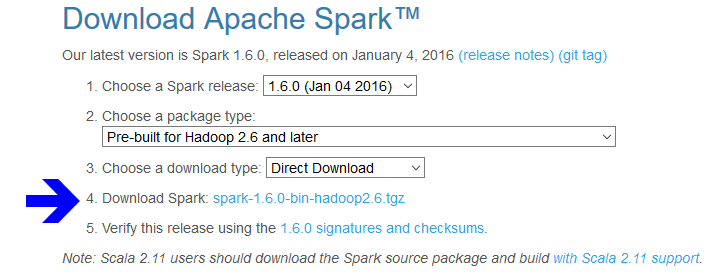 Download Apache Spark™
Our latest version is Spark 1.6.0, released on January 4, 2016 (release notes) (git tag)
1. Choose a Spark release: 1.6.0 (Jan 04 2016)
2. Choose a package type:
Pre-built for Hadoop 2.6 and later
3. Choose a download type: Direct Download
4. Download Spark: spark-1.6.0-bin-hadoop2.6.tgz
5. Verify this release using the 1.6.0 signatures and checksums.
Note: Scala 2.11 users should download the Spark source package and build with Scala 2.11 support.